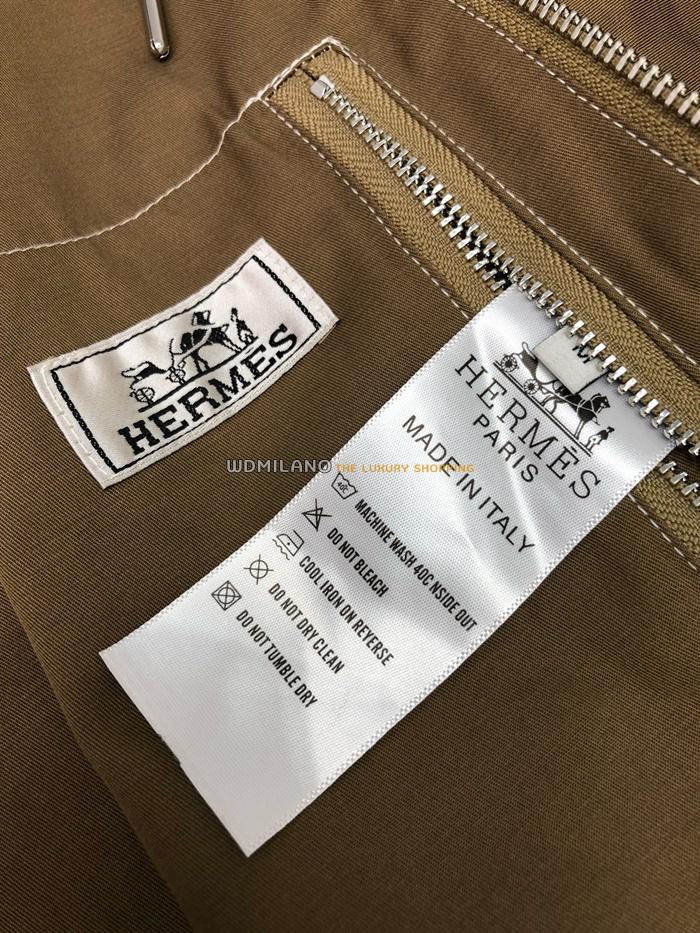 HERMES
HERMÈS
PARIS
MADE IN ITALY
WDMILANO THE LUXURY SHOPPING
40C
MACHINE WASH 40C NSIDE OUT
DO NOT BLEACH
COOL IRON ON REVERSE
DO NOT DRY CLEAN
DO NOT TUMBLE DRY